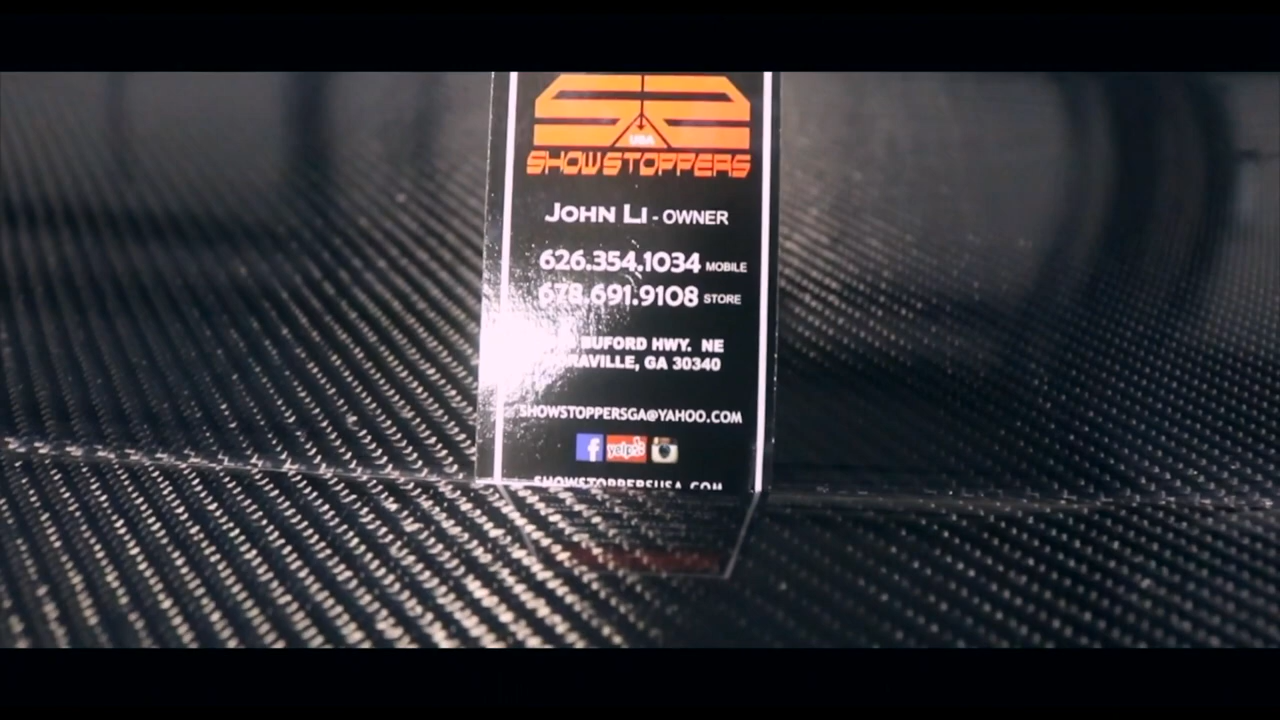 USA
SHOWSTOPPERS
JOHN LI - OWNER
626.354.1034 MOBILE
678.691.9108 STORE
BUFORD HWY. NE
GA 30340
SHOWSTOPPERSGA@YAHOO.COM
f yelp
SHOWSTOPPERSUSA.COM